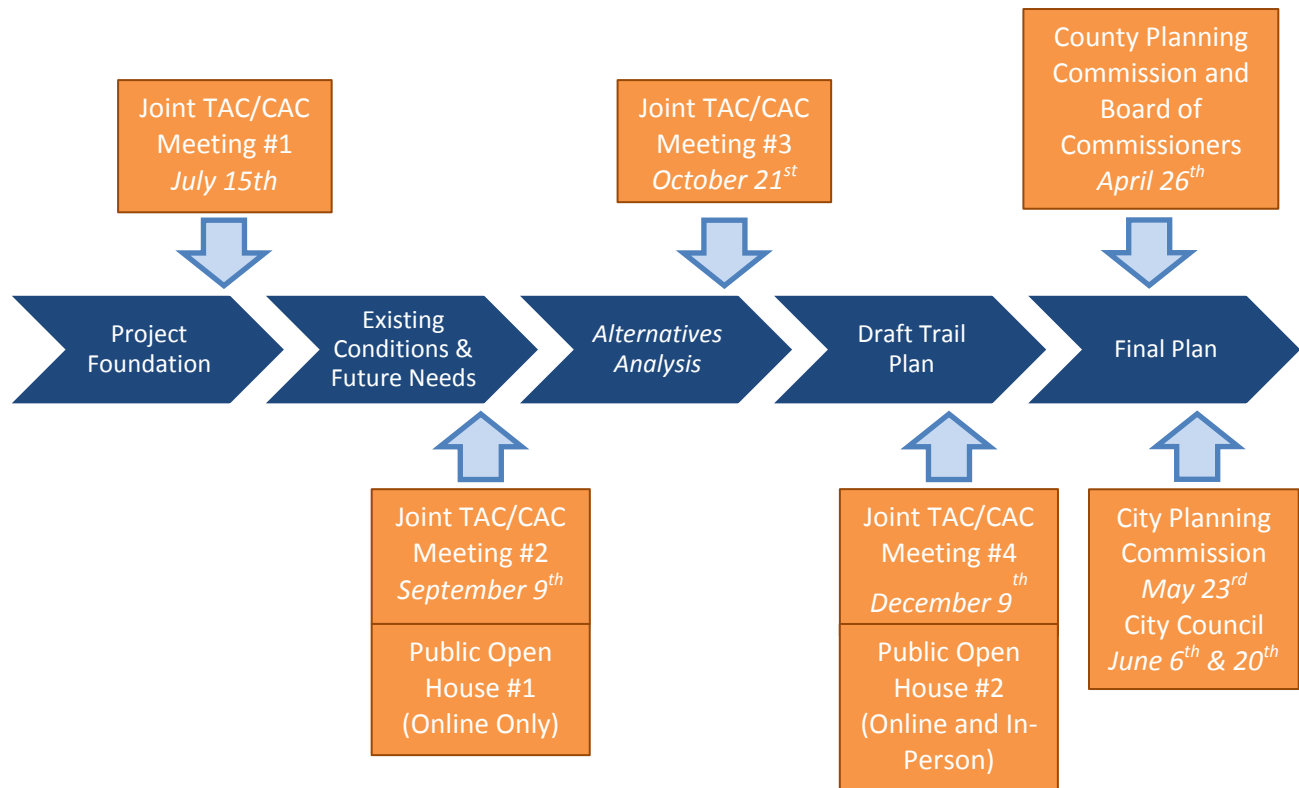 Joint TAC/CAC
Meeting #1
July 15th
Joint TAC/CAC
Meeting #3
October 21st
County Planning
Commission and
Board of
Commissioners
April 26th
Project
Foundation
Existing
Conditions &
Future Needs
Alternatives
Analysis
Draft Trail
Plan
Final Plan
Joint TAC/CAC
Meeting #2
September 9th
Public Open
House #1
(Online Only)
Joint TAC/CAC
Meeting #4
December 9th
Public Open
House #2
(Online and In-
Person)
City Planning
Commission
May 23rd
City Council
June 6th & 20th